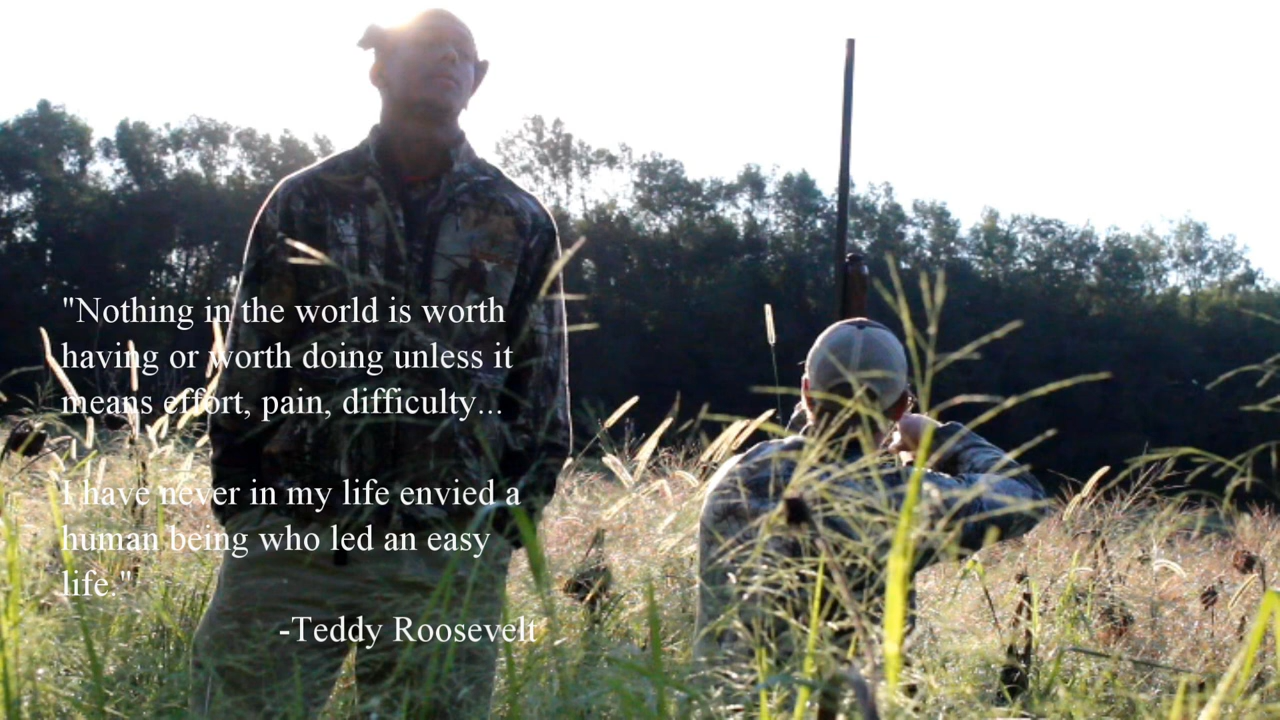 "Nothing in the world is worth
having or worth doing unless it
means effort, pain, difficulty...
I have never in my life envied a
human being who led an easy
life."
-Teddy Roosevelt